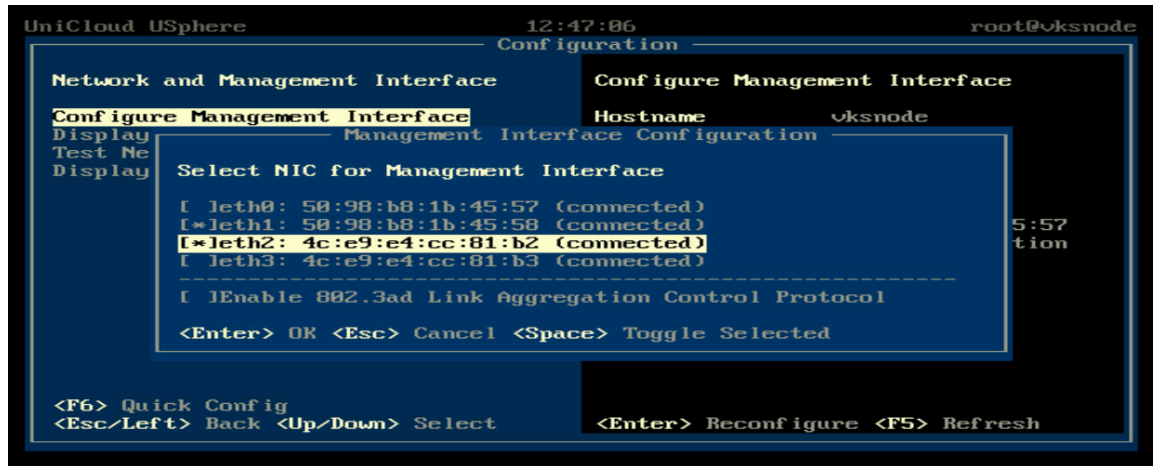 UniCloud USphere 12:47:06 root@vksnode
Configuration
Network and Management Interface Configure Management Interface
Configure Management Interface Hostname vksnode
Display Management Interface Configuration
Test Ne
Display Select NIC for Management Interface
[ ]eth0: 50:98:b8:1b:45:57 (connected)
[*]eth1: 50:98:b8:1b:45:58 (connected) 5:57
[*]eth2: 4c:e9:e4:cc:81:b2 (connected) tion
[ ]eth3: 4c:e9:e4:cc:81:b3 (connected)
[ ]Enable 802.3ad Link Aggregation Control Protocol
<Enter> OK <Esc> Cancel <Space> Toggle Selected
<F6> Quick Config
<Esc/Left> Back <Up/Down> Select <Enter> Reconfigure <F5> Refresh